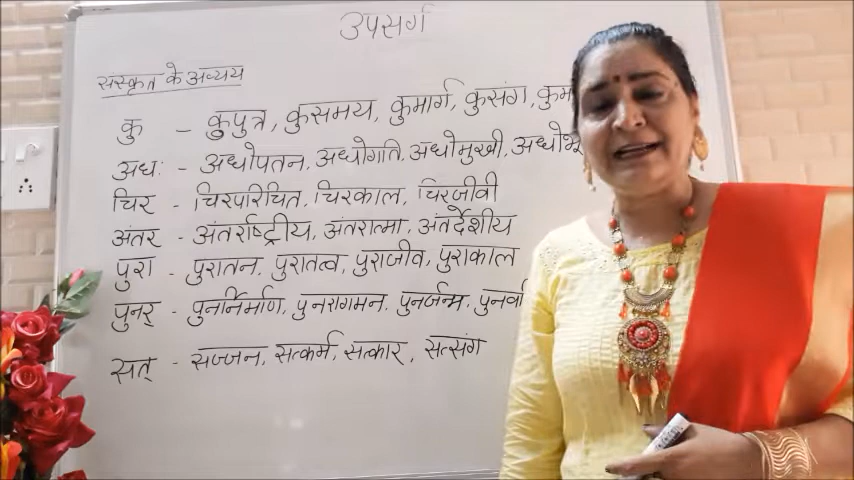 उपसर्ग
संस्कृत के अव्यय
कु - कुपुत्र, कुसमय, कुमार्ग, कुसंग,
अधः - अधोपतन, अधोगति, अधोमुखी,
चिर - चिरपरिचित, चिरकाल, चिरजीवी
अंतर - अंतर्राष्ट्रीय, अंतरात्मा, अंतर्देशीय
पुरा - पुरातन, पुरातत्व, पुराजीव, पुराकाल
पुनर् - पुनर्निर्माण, पुनरागमन, पुनर्जन्म,
सत् - सज्जन, सत्कर्म, सत्कार, सत्संग